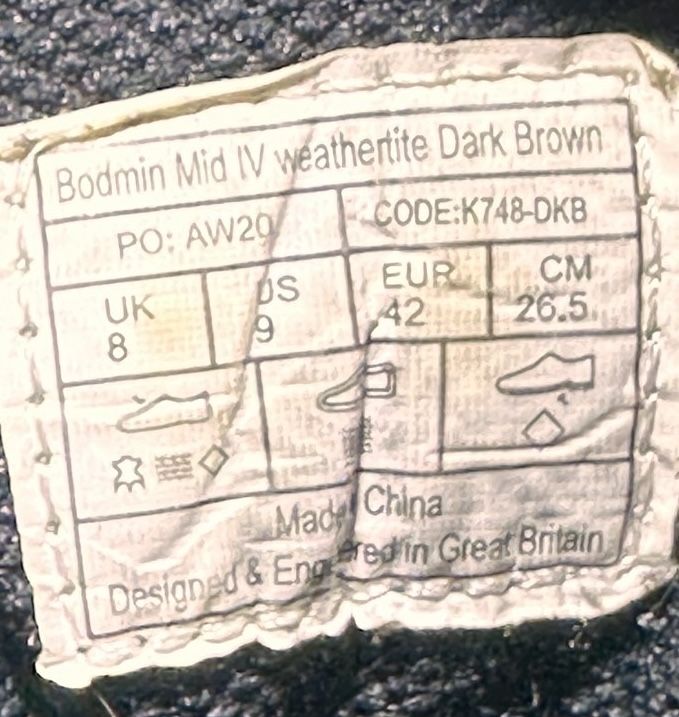 Bodmin Mid IV weathertite Dark Brown
PO: AW20 CODE:K748-DKB
UK US EUR CM
8 9 42 26.5
Made China
Designed & Engineered in Great Britain